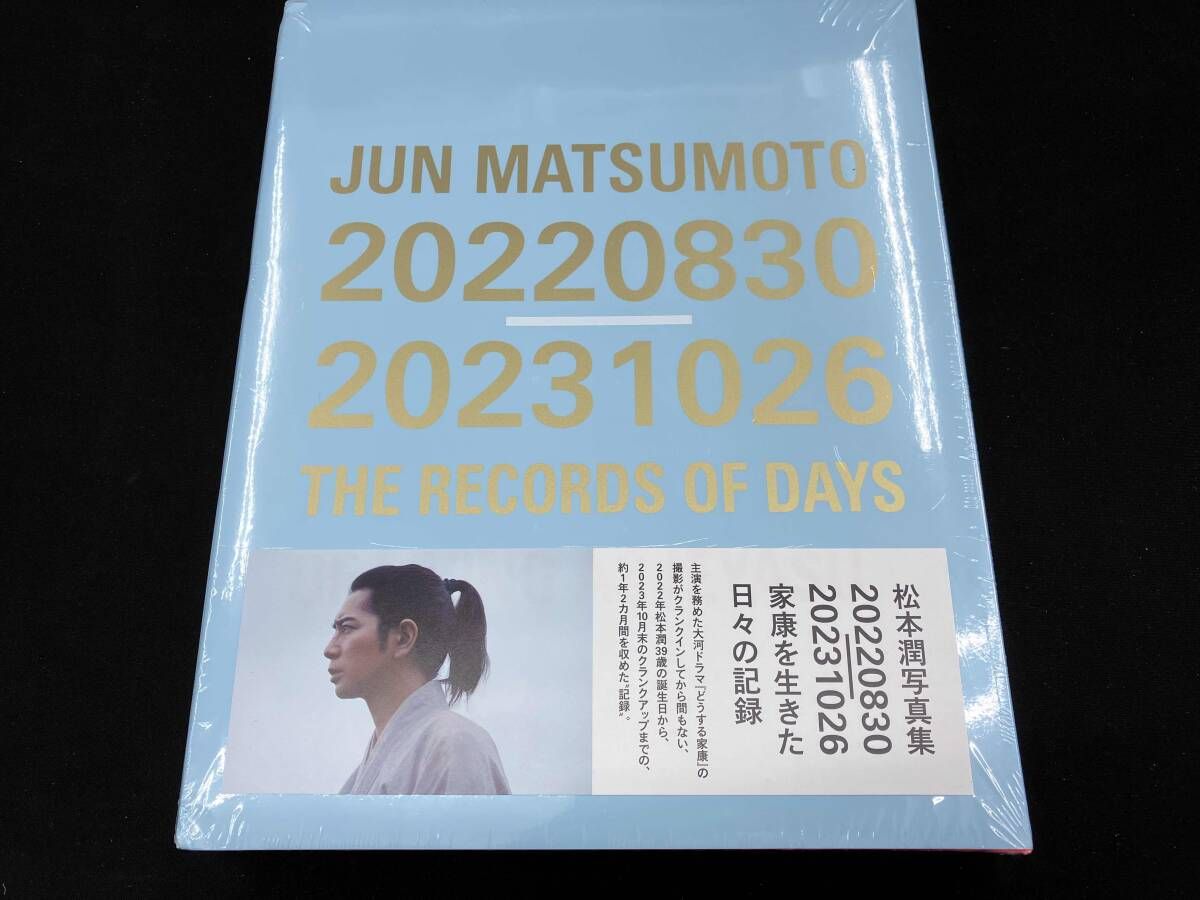 JUN MATSUMOTO
20220830
20231026
THE RECORDS OF DAYS
松本潤写真集
20220830
20231026
家康を生きた
日々の記録
主演を務めた大河ドラマ『どうする家康』の
撮影がクランクインしてから間もない、
2022年松本潤39歳の誕生日から、
2023年10月末のクランクアップまでの、
約1年2カ月間を収めた“記録”。